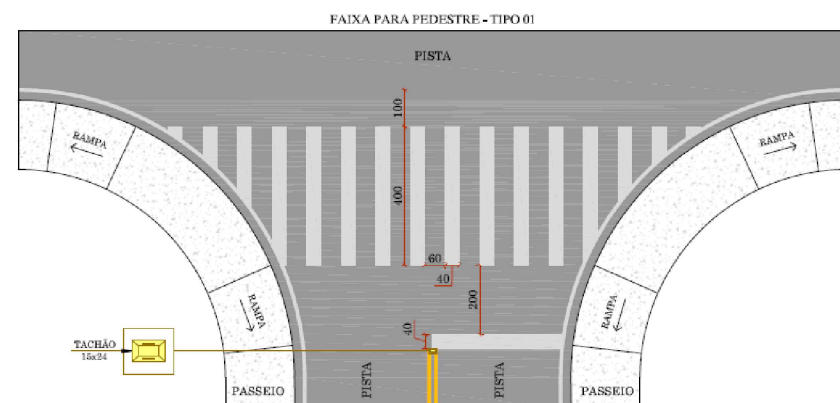 FAIXA PARA PEDESTRE - TIPO 01
PISTA
100
RAMPA
RAMPA
400
60
40
200
RAMPA
RAMPA
40
TACHÃO
15x24
PISTA
PISTA
PASSEIO
PASSEIO